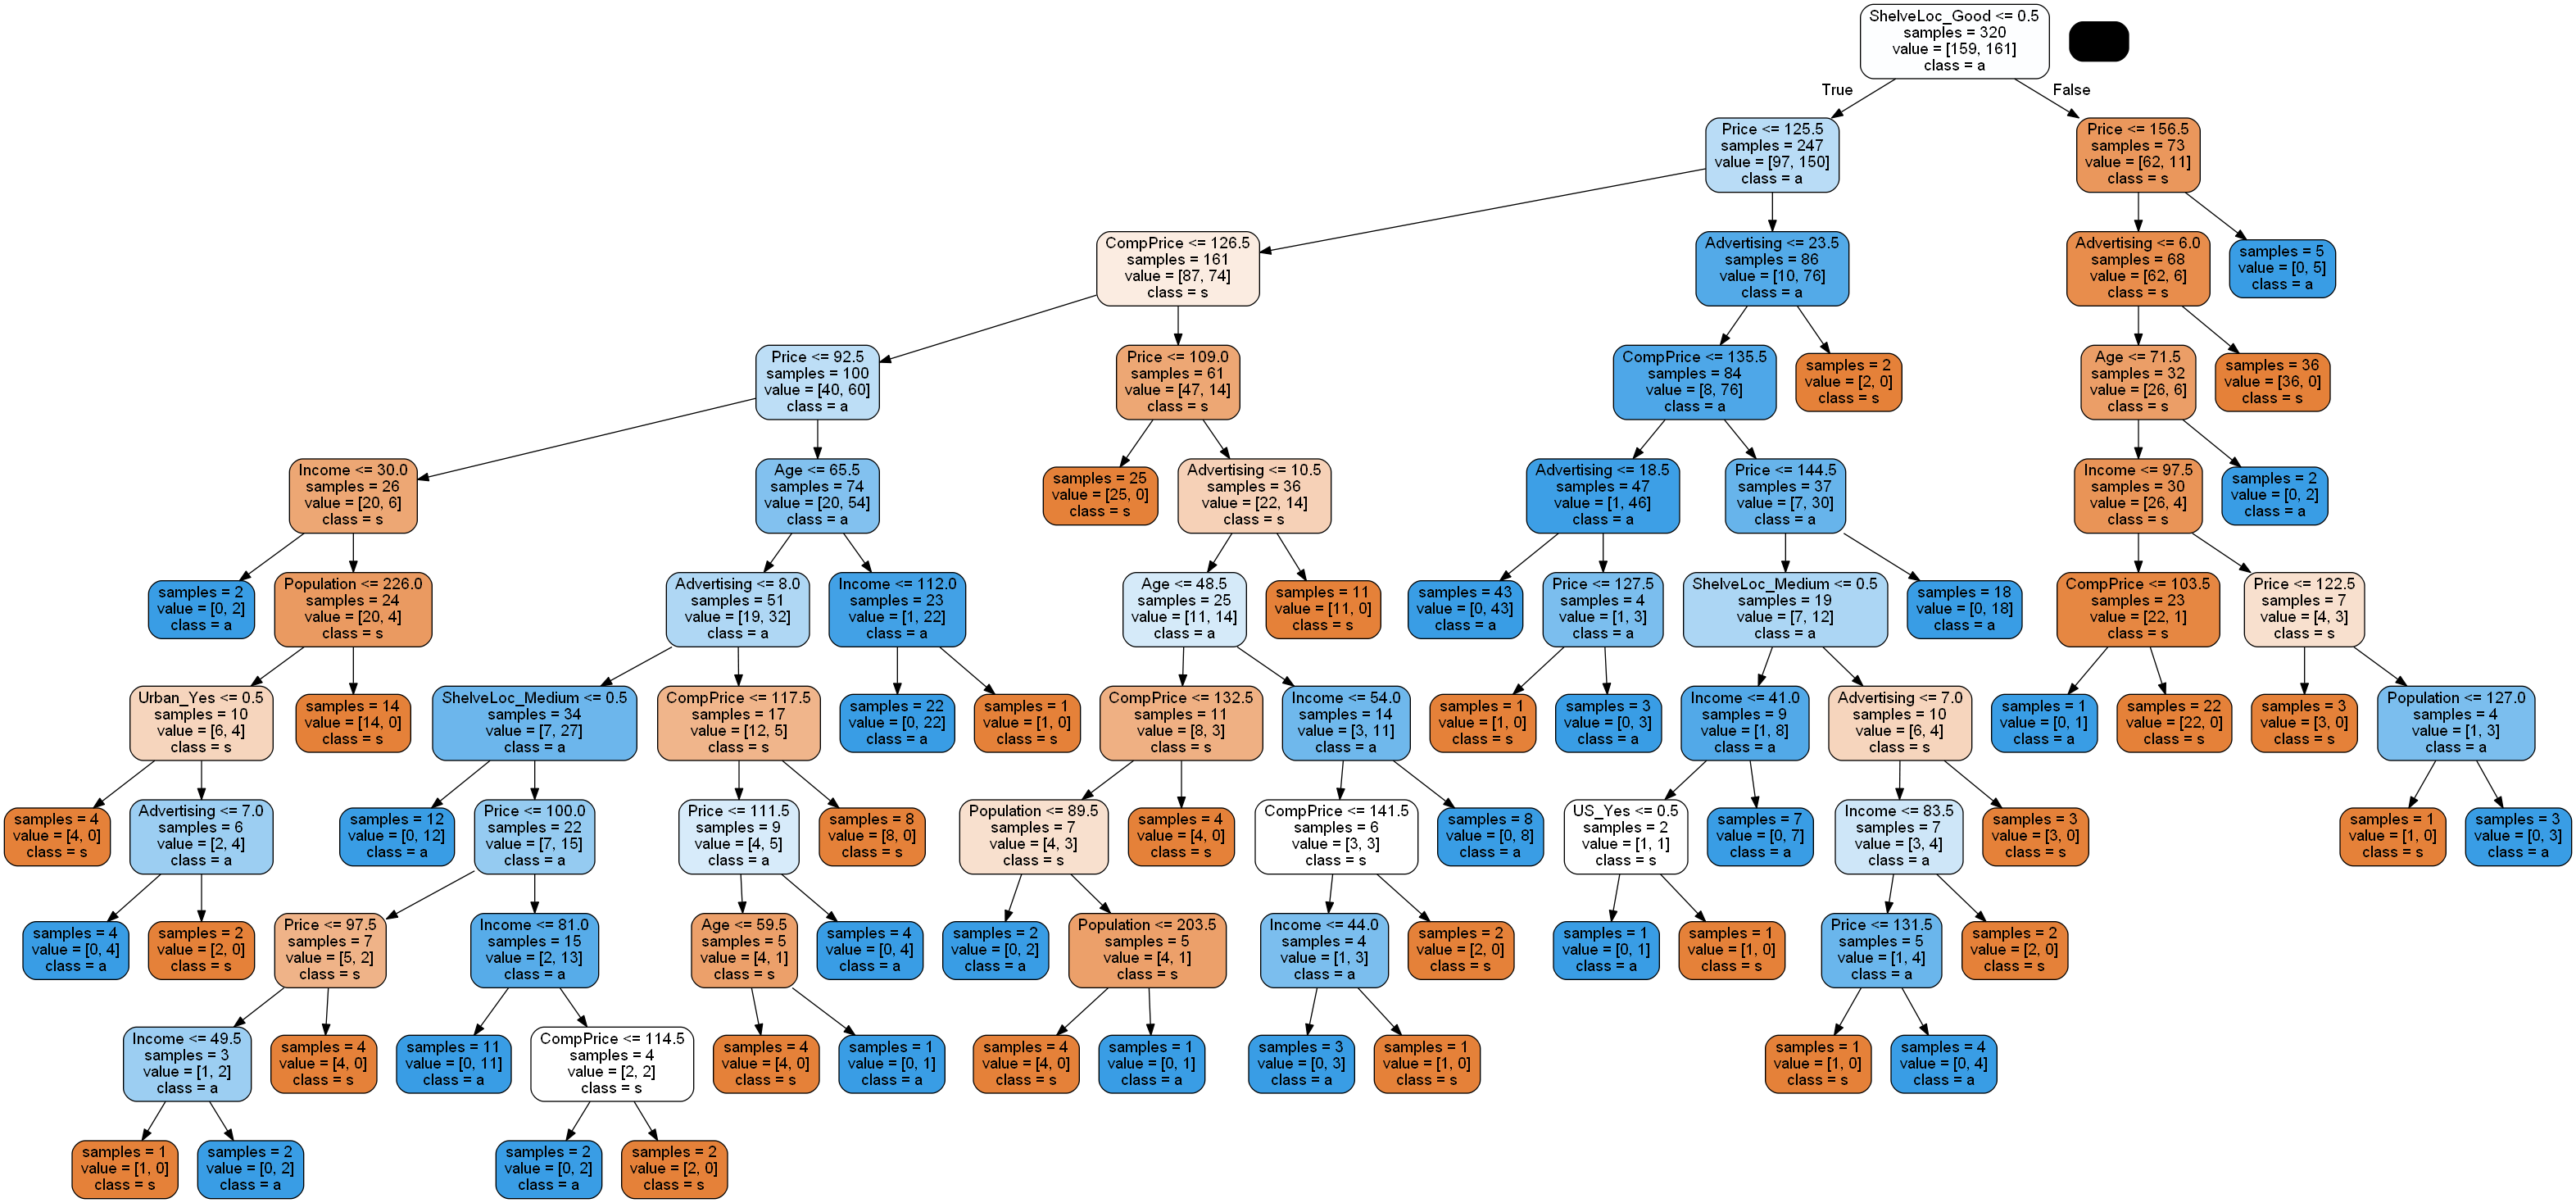 ShelveLoc_Good <= 0.5
samples = 320
value = [159, 161]
class = a
True
False
Price <= 125.5
samples = 247
value = [97, 150]
class = a
Price <= 156.5
samples = 73
value = [62, 11]
class = s
CompPrice <= 126.5
samples = 161
value = [87, 74]
class = s
Advertising <= 23.5
samples = 86
value = [10, 76]
class = a
Advertising <= 6.0
samples = 68
value = [62, 6]
class = s
samples = 5
value = [0, 5]
class = a
Price <= 92.5
samples = 100
value = [40, 60]
class = a
Price <= 109.0
samples = 61
value = [47, 14]
class = s
CompPrice <= 135.5
samples = 84
value = [8, 76]
class = a
samples = 2
value = [2, 0]
class = s
Age <= 71.5
samples = 32
value = [26, 6]
class = s
samples = 36
value = [36, 0]
class = s
Income <= 30.0
samples = 26
value = [20, 6]
class = s
Age <= 65.5
samples = 74
value = [20, 54]
class = a
samples = 25
value = [25, 0]
class = s
Advertising <= 10.5
samples = 36
value = [22, 14]
class = s
Advertising <= 18.5
samples = 47
value = [1, 46]
class = a
Price <= 144.5
samples = 37
value = [7, 30]
class = a
Income <= 97.5
samples = 30
value = [26, 4]
class = s
samples = 2
value = [0, 2]
class = a
samples = 2
value = [0, 2]
class = a
Population <= 226.0
samples = 24
value = [20, 4]
class = s
Advertising <= 8.0
samples = 51
value = [19, 32]
class = a
Income <= 112.0
samples = 23
value = [1, 22]
class = a
Age <= 48.5
samples = 25
value = [11, 14]
class = a
samples = 11
value = [11, 0]
class = s
samples = 43
value = [0, 43]
class = a
Price <= 127.5
samples = 4
value = [1, 3]
class = a
ShelveLoc_Medium <= 0.5
samples = 19
value = [7, 12]
class = a
samples = 18
value = [0, 18]
class = a
CompPrice <= 103.5
samples = 23
value = [22, 1]
class = s
Price <= 122.5
samples = 7
value = [4, 3]
class = s
Urban_Yes <= 0.5
samples = 10
value = [6, 4]
class = s
samples = 14
value = [14, 0]
class = s
ShelveLoc_Medium <= 0.5
samples = 34
value = [7, 27]
class = a
CompPrice <= 117.5
samples = 17
value = [12, 5]
class = s
samples = 22
value = [0, 22]
class = a
samples = 1
value = [1, 0]
class = s
CompPrice <= 132.5
samples = 11
value = [8, 3]
class = s
Income <= 54.0
samples = 14
value = [3, 11]
class = a
samples = 1
value = [1, 0]
class = s
samples = 3
value = [0, 3]
class = a
Income <= 41.0
samples = 9
value = [1, 8]
class = a
Advertising <= 7.0
samples = 10
value = [6, 4]
class = s
samples = 1
value = [0, 1]
class = a
samples = 22
value = [22, 0]
class = s
samples = 3
value = [3, 0]
class = s
Population <= 127.0
samples = 4
value = [1, 3]
class = a
samples = 4
value = [4, 0]
class = s
Advertising <= 7.0
samples = 6
value = [2, 4]
class = a
samples = 12
value = [0, 12]
class = a
Price <= 100.0
samples = 22
value = [7, 15]
class = a
Price <= 111.5
samples = 9
value = [4, 5]
class = a
samples = 8
value = [8, 0]
class = s
Population <= 89.5
samples = 7
value = [4, 3]
class = s
samples = 4
value = [4, 0]
class = s
CompPrice <= 141.5
samples = 6
value = [3, 3]
class = s
samples = 8
value = [0, 8]
class = a
US_Yes <= 0.5
samples = 2
value = [1, 1]
class = s
samples = 7
value = [0, 7]
class = a
Income <= 83.5
samples = 7
value = [3, 4]
class = a
samples = 3
value = [3, 0]
class = s
samples = 1
value = [1, 0]
class = s
samples = 3
value = [0, 3]
class = a
samples = 4
value = [0, 4]
class = a
samples = 2
value = [2, 0]
class = s
Price <= 97.5
samples = 7
value = [5, 2]
class = s
Income <= 81.0
samples = 15
value = [2, 13]
class = a
Age <= 59.5
samples = 5
value = [4, 1]
class = s
samples = 4
value = [0, 4]
class = a
samples = 2
value = [0, 2]
class = a
Population <= 203.5
samples = 5
value = [4, 1]
class = s
Income <= 44.0
samples = 4
value = [1, 3]
class = a
samples = 2
value = [2, 0]
class = s
samples = 1
value = [0, 1]
class = a
samples = 1
value = [1, 0]
class = s
Price <= 131.5
samples = 5
value = [1, 4]
class = a
samples = 2
value = [2, 0]
class = s
Income <= 49.5
samples = 3
value = [1, 2]
class = a
samples = 4
value = [4, 0]
class = s
samples = 11
value = [0, 11]
class = a
CompPrice <= 114.5
samples = 4
value = [2, 2]
class = s
samples = 4
value = [4, 0]
class = s
samples = 1
value = [0, 1]
class = a
samples = 4
value = [4, 0]
class = s
samples = 1
value = [0, 1]
class = a
samples = 3
value = [0, 3]
class = a
samples = 1
value = [1, 0]
class = s
samples = 1
value = [1, 0]
class = s
samples = 4
value = [0, 4]
class = a
samples = 1
value = [1, 0]
class = s
samples = 2
value = [0, 2]
class = a
samples = 2
value = [0, 2]
class = a
samples = 2
value = [2, 0]
class = s